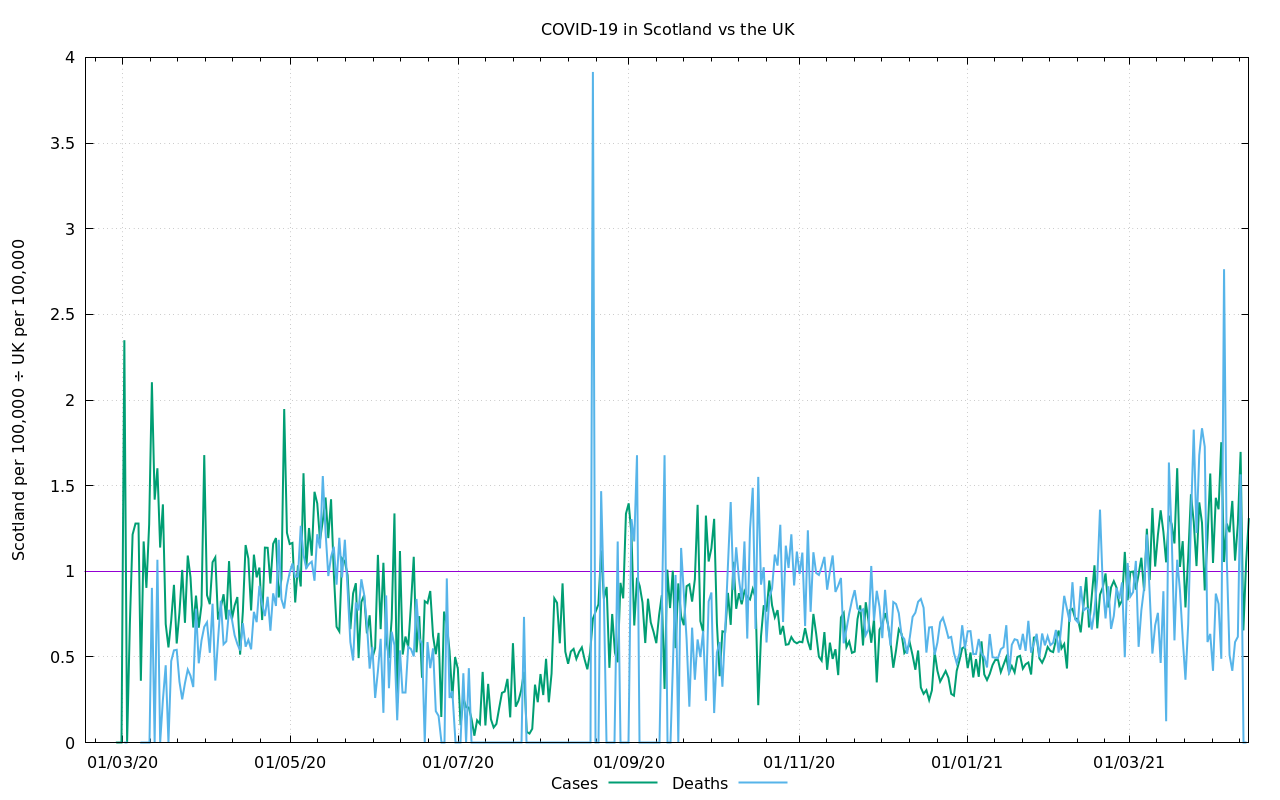 COVID-19 in Scotland vs the UK
Scotland per 100,000 ÷ UK per 100,000
4
3.5
3
2.5
2
1.5
1
0.5
0
01/03/20 01/05/20 01/07/20 01/09/20 01/11/20 01/01/21 01/03/21
Cases Deaths